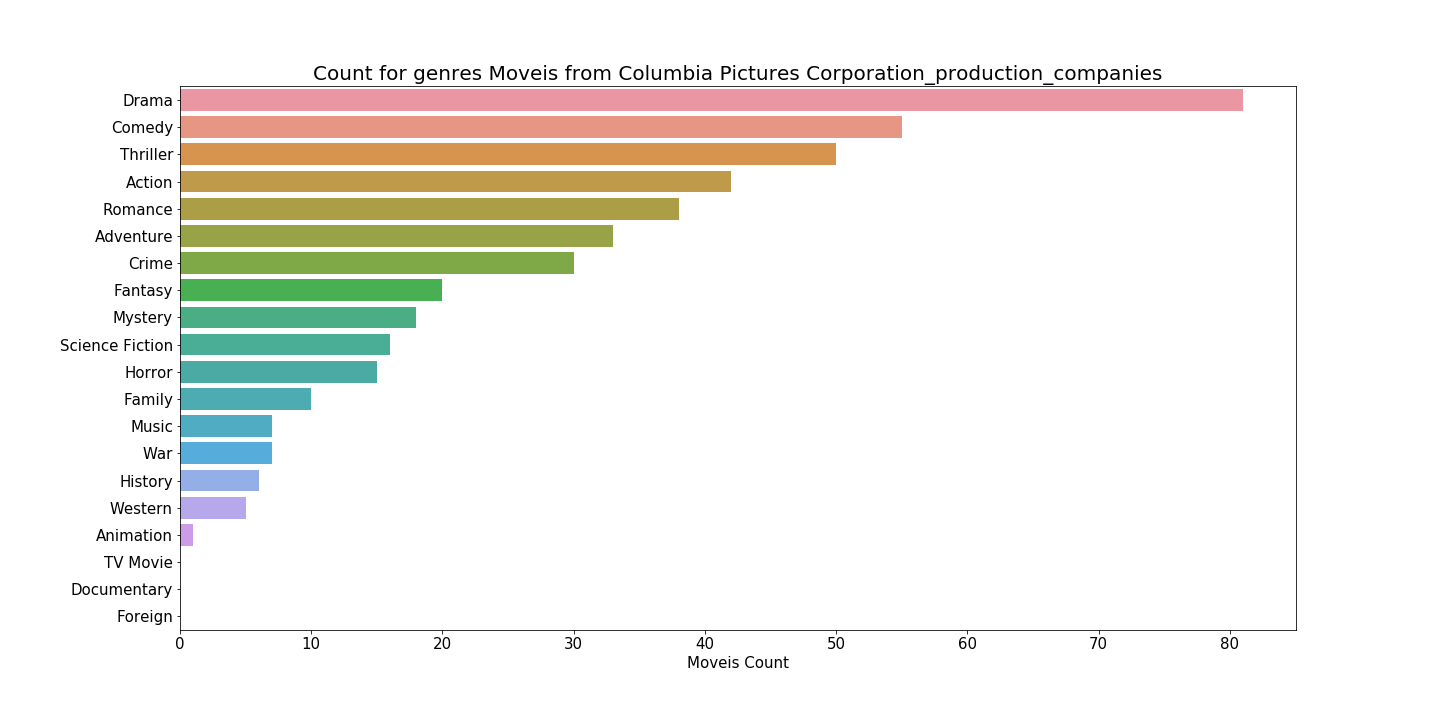 Count for genres Moveis from Columbia Pictures Corporation_production_companies
Drama
Comedy
Thriller
Action
Romance
Adventure
Crime
Fantasy
Mystery
Science Fiction
Horror
Family
Music
War
History
Western
Animation
TV Movie
Documentary
Foreign
0 10 20 30 40 50 60 70 80
Moveis Count